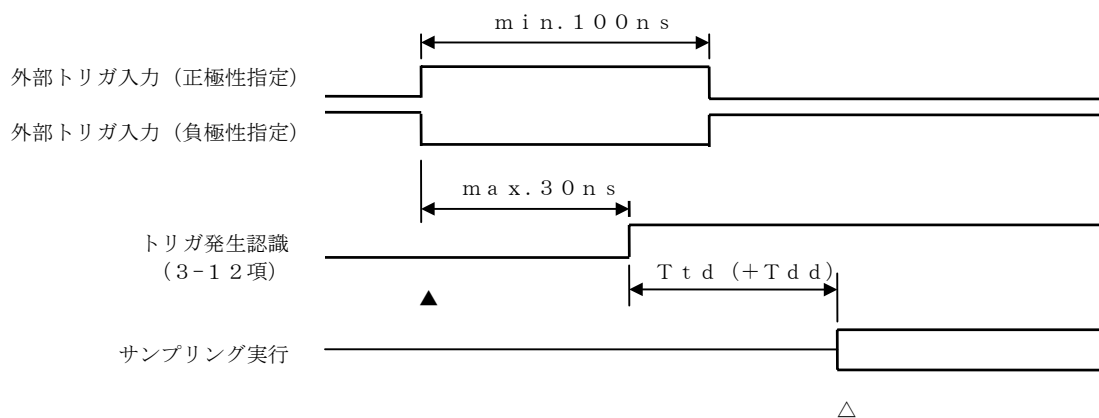 ｍｉｎ.１００ｎｓ
外部トリガ入力（正極性指定）
外部トリガ入力（負極性指定）
ｍａｘ.３０ｎｓ
トリガ発生認識
（３-１２項）
Ｔｔｄ（＋Ｔｄｄ）
▲
サンプリング実行
△